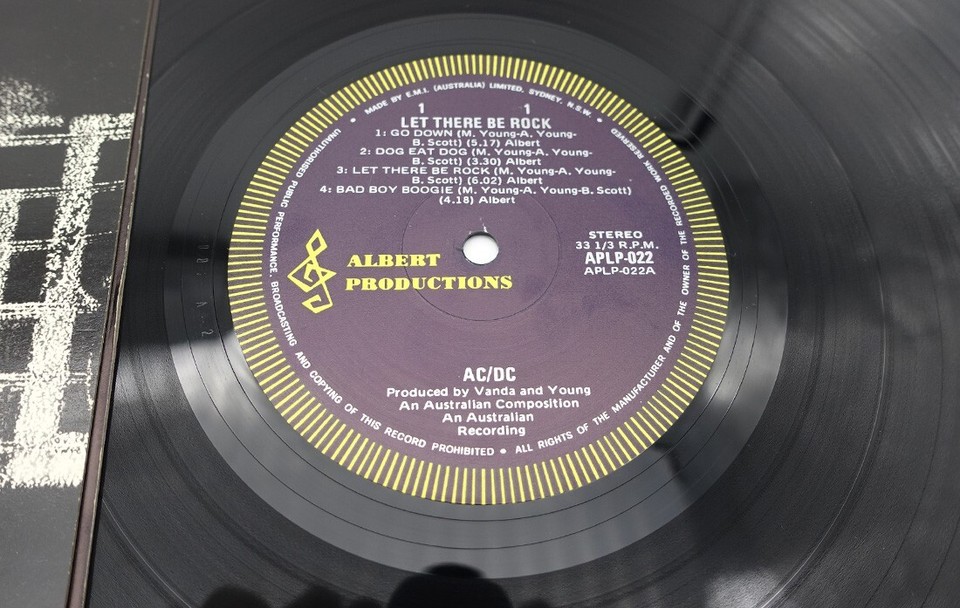 • MADE BY E.M.I. (AUSTRALIA) LIMITED, SYDNEY, N.S.W. •
1 1
LET THERE BE ROCK
1: GO DOWN (M. Young-A. Young-
B. Scott) (5.17) Albert
2: DOG EAT DOG (M. Young-A. Young-
B. Scott) (3.30) Albert
3: LET THERE BE ROCK (M. Young-A. Young-
B. Scott) (6.02) Albert
4: BAD BOY BOOGIE (M. Young-A. Young-B. Scott)
(4.18) Albert
STEREO
33 1/3 R.P.M.
APLP-022
APLP-022A
ALBERT
PRODUCTIONS
AC/DC
Produced by Vanda and Young
An Australian Composition
An Australian
Recording
UNAUTHORISED PUBLIC PERFORMANCE, BROADCASTING AND COPYING OF THIS RECORD PROHIBITED • ALL RIGHTS OF THE MANUFACTURER AND OF THE OWNER OF THE RECORDED WORK RESERVED